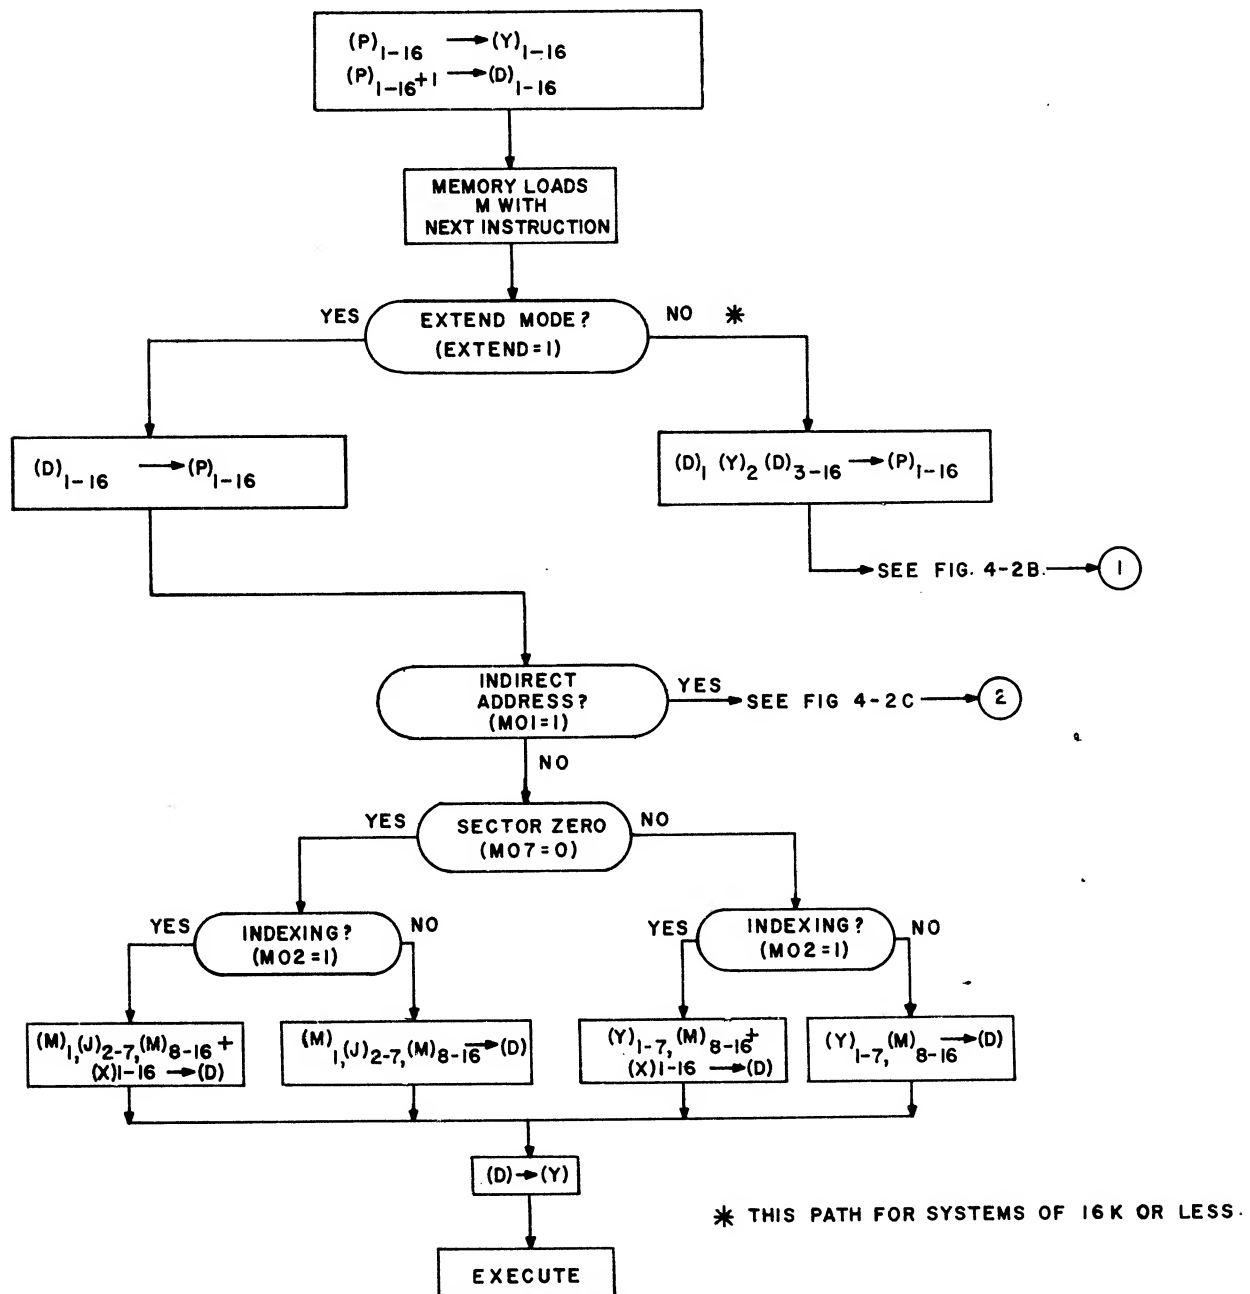 (P)1-16 → (Y)1-16
(P)1-16+1 → (D)1-16
MEMORY LOADS
M WITH
NEXT INSTRUCTION
YES
EXTEND MODE?
(EXTEND=1)
NO *
(D)1-16 → (P)1-16
(D)1 (Y)2 (D)3-16 → (P)1-16
SEE FIG. 4-2B. 1
INDIRECT
ADDRESS?
(M01=1)
YES
SEE FIG 4-2C 2
NO
YES
SECTOR ZERO
(M07=0)
NO
YES
INDEXING?
(M02=1)
NO
YES
INDEXING?
(M02=1)
NO
(M)1,(J)2-7,(M)8-16 +
(X)1-16 → (D)
(M)1,(J)2-7,(M)8-16 → (D)
(Y)1-7,(M)8-16+
(X)1-16 → (D)
(Y)1-7,(M)8-16 → (D)
(D) → (Y)
* THIS PATH FOR SYSTEMS OF 16K OR LESS.
EXECUTE